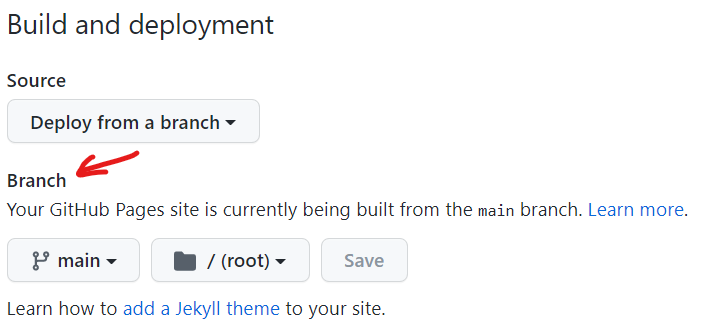 Build and deployment
Source
Deploy from a branch
Branch
Your GitHub Pages site is currently being built from the main branch. Learn more.
main / (root) Save
Learn how to add a Jekyll theme to your site.